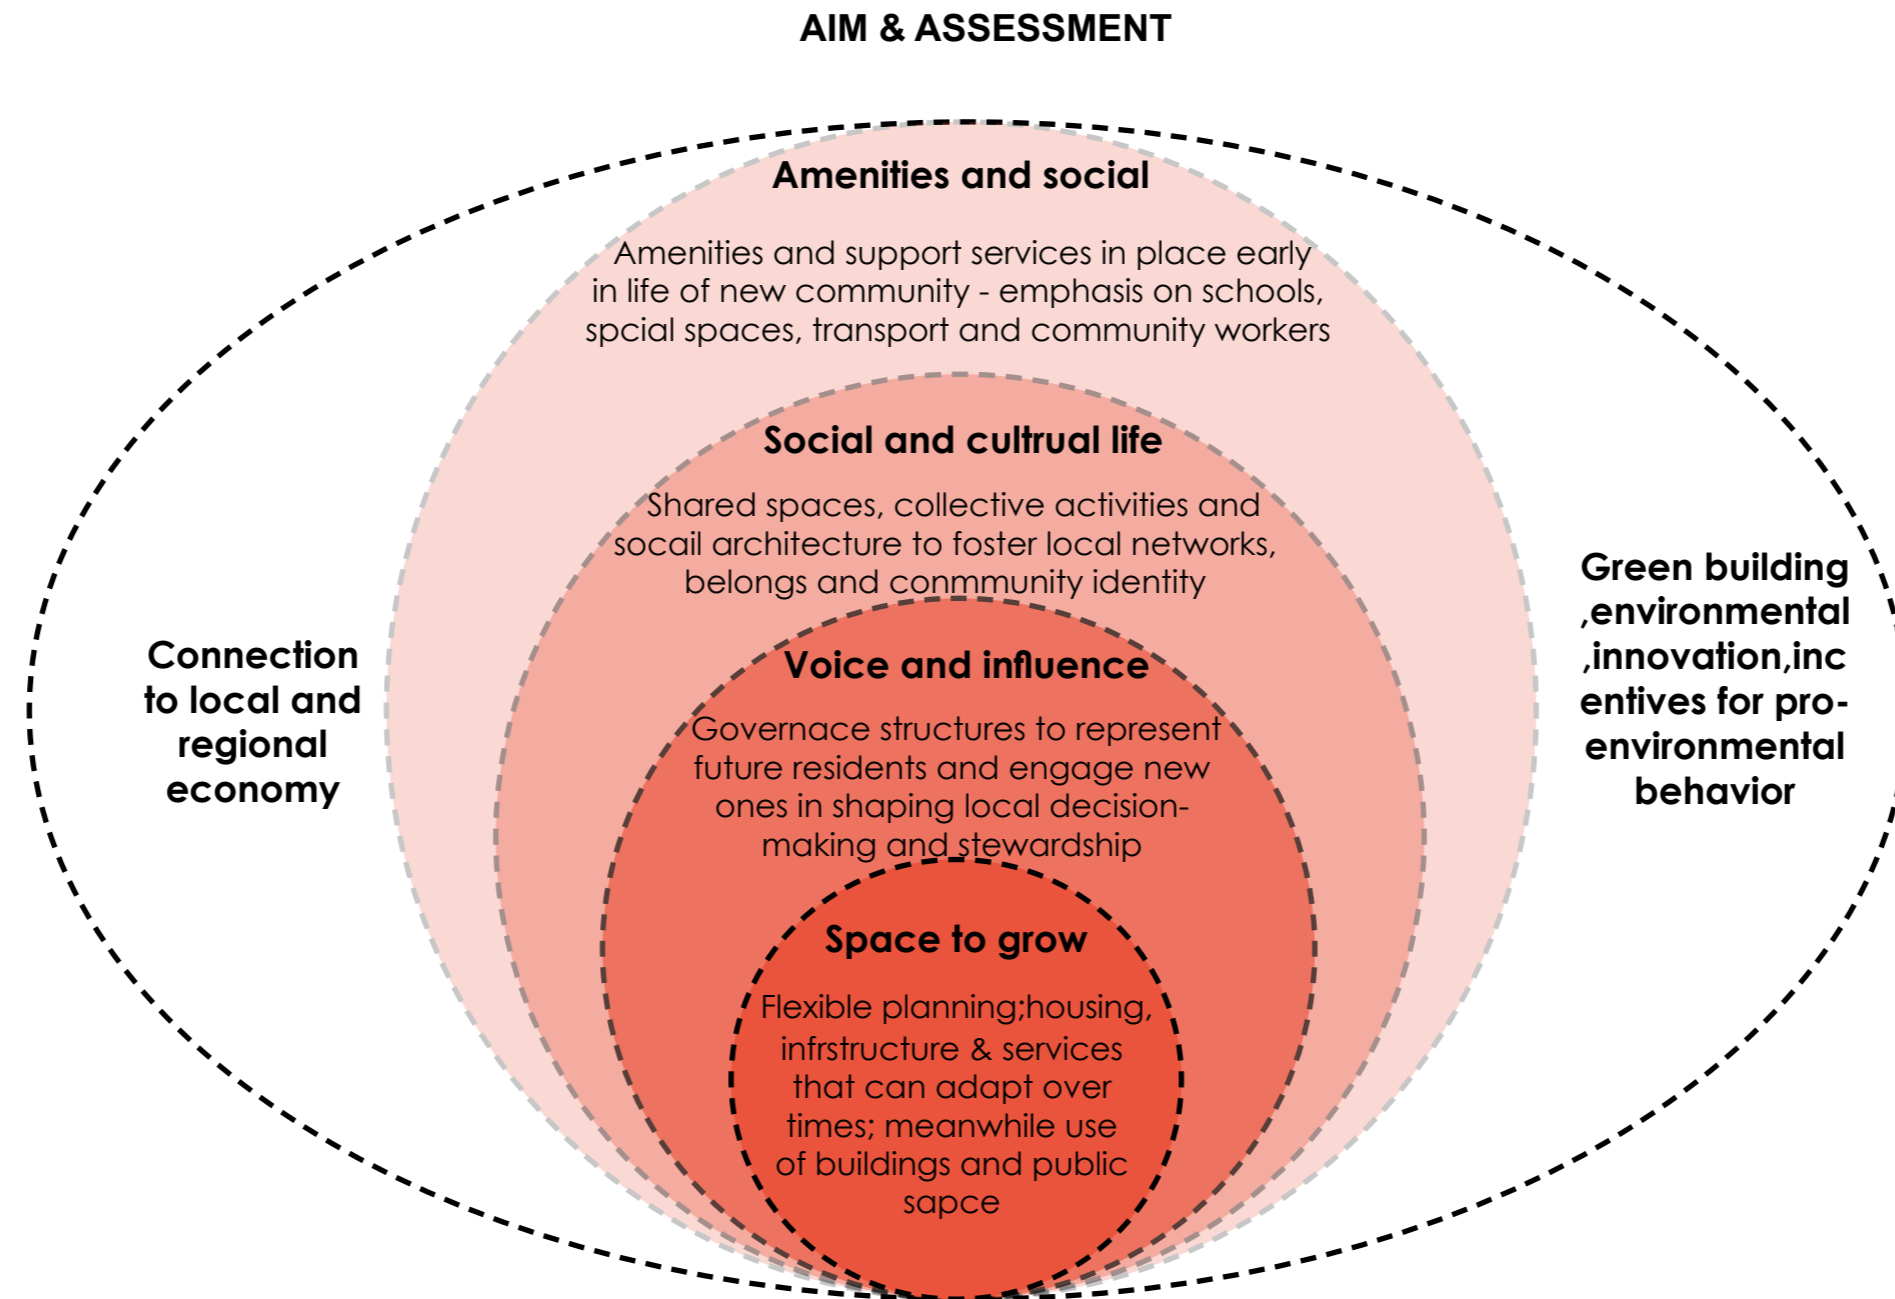 AIM & ASSESSMENT
Amenities and social
Amenities and support services in place early
in life of new community - emphasis on schools,
spcial spaces, transport and community workers
Social and cultrual life
Shared spaces, collective activities and
socail architecture to foster local networks,
belongs and conmmunity identity
Connection
to local and
regional
economy
Voice and influence
Governace structures to represent
future residents and engage new
ones in shaping local decision-
making and stewardship
Space to grow
Flexible planning;housing,
infrstructure & services
that can adapt over
times; meanwhile use
of buildings and public
sapce
Green building
,environmental
,innovation,inc
entives for pro-
environmental
behavior